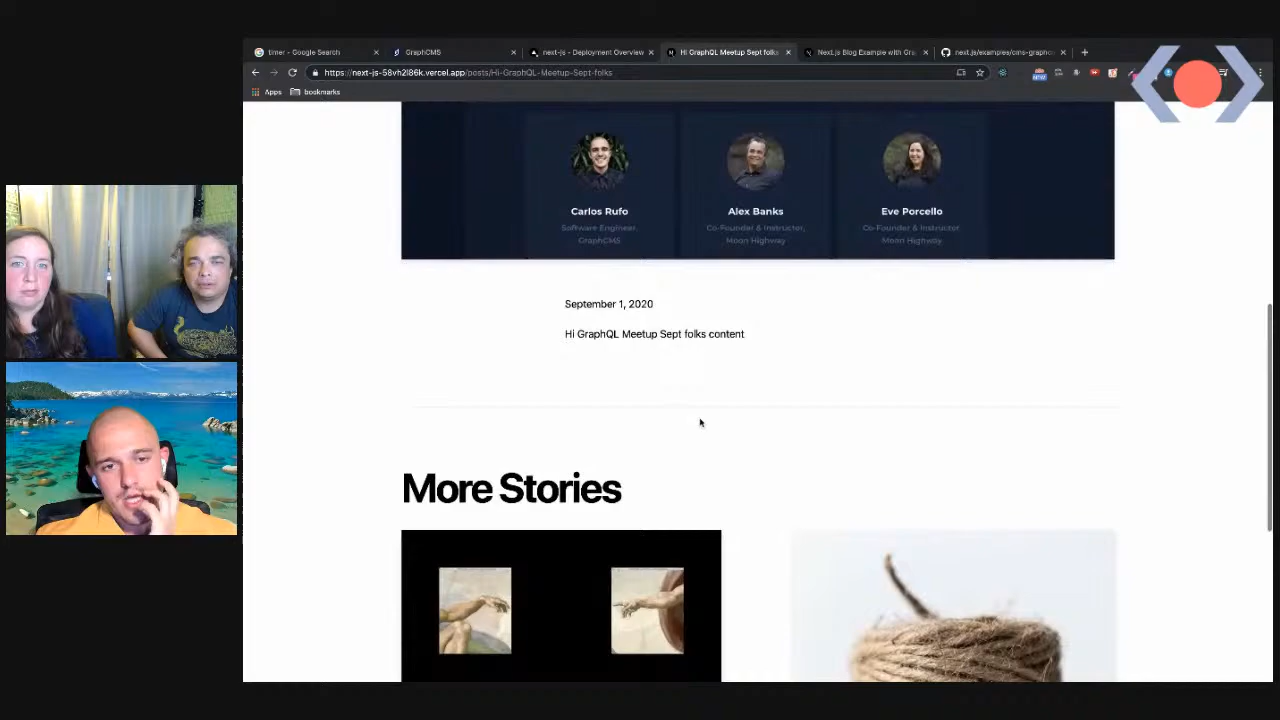 timer - Google Search
GraphCMS
next-js - Deployment Overview
Hi GraphQL Meetup Sept folks
Next.js Blog Example with Gra
next.js/examples/cms-graphc
https://next-js-58vh2l86k.vercel.app/posts/Hi-GraphQL-Meetup-Sept-folks
Apps
bookmarks
Carlos Rufo
Software Engineer,
GraphCMS
Alex Banks
Co-Founder & Instructor,
Moon Highway
Eve Porcello
Co-Founder & Instructor
Moon Highway
September 1, 2020
Hi GraphQL Meetup Sept folks content
More Stories